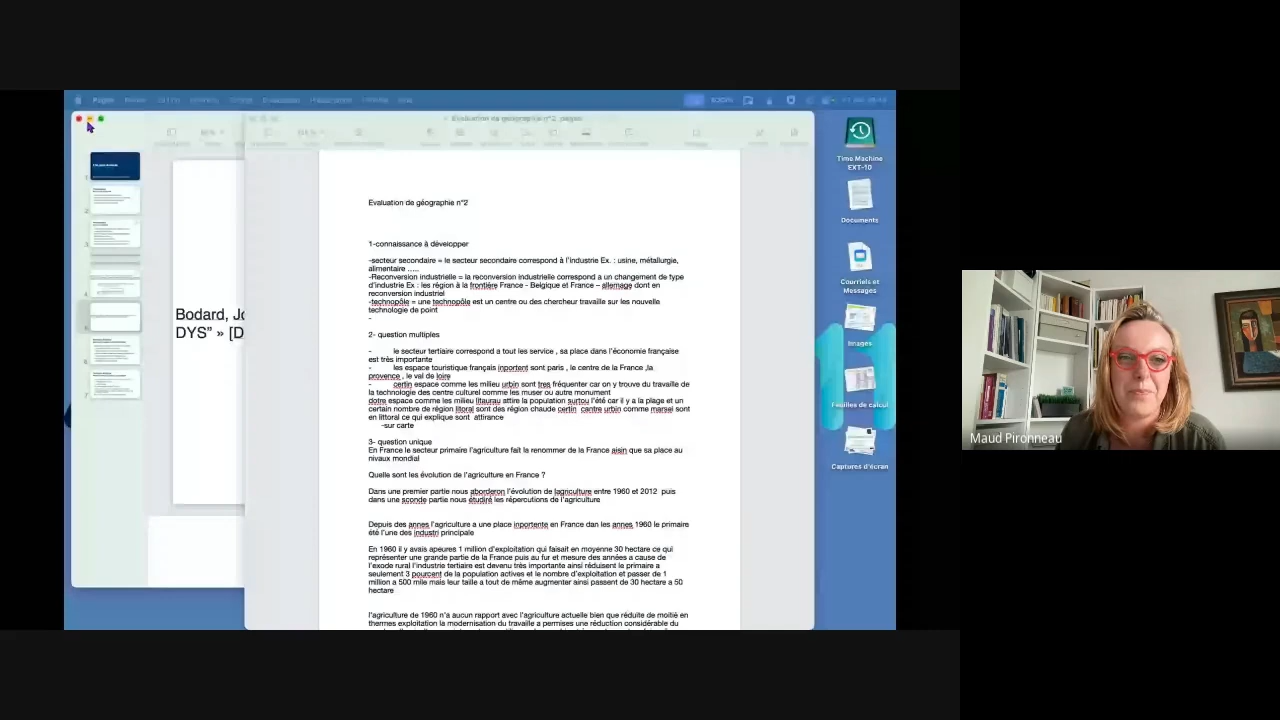 Evaluation de géographie n°2 .pages
Bodard, Jo
DYS” » [D
Evaluation de géographie n°2
1-connaissance à développer
-secteur secondaire = le secteur secondaire correspond à l'industrie Ex. : usine, métallurgie,
alimentaire .....
-Reconversion industrielle = la reconversion industrielle correspond a un changement de type
d'industrie Ex : les région à la frontière France - Belgique et France – allemage dont en
reconversion industriel
-technopôle = une technopôle est un centre ou des chercheur travaille sur les nouvelle
technologie de point
-
2- question multiples
- le secteur tertiaire correspond a tout les service , sa place dans l'économie française
est très importante
- les espace touristique français inportent sont paris , le centre de la France ,la
provence , le val de loire
- certin espace comme les milieu urbin sont tres fréquenter car on y trouve du travaille de
la technologie des centre culturel comme les muser ou autre monument
dotre espace comme les milieu litaurau attire la population surtou l'été car il y a la plage et un
certain nombre de région litoral sont des région chaude certin cantre urbin comme marsei sont
en littoral ce qui explique sont attirance
-sur carte
3- question unique
En France le secteur primaire l'agriculture fait la renommer de la France aisin que sa place au
nivaux mondial
Quelle sont les évolution de l'agriculture en France ?
Dans une premier partie nous aborderon l'évolution de lagriculture entre 1960 et 2012 puis
dans une sconde partie nous étudiré les répercutions de l'agriculture
Depuis des annes l'agriculture a une place inportente en France dan les annes 1960 le primaire
été l'une des industri principale
En 1960 il y avais apeures 1 million d'exploitation qui faisait en moyenne 30 hectare ce qui
représenter une grande partie de la France puis au fur et mesure des années a cause de
l'exode rural l'industrie tertiaire est devenu très importante ainsi réduisent le primaire a
seulement 3 pourcent de la population actives et le nombre d'exploitation et passer de 1
million a 500 mile mais leur taille a tout de même augmenter ainsi passent de 30 hectare a 50
hectare
l'agriculture de 1960 n'a aucun rapport avec l'agriculture actuelle bien que réduite de moitié en
thermes exploitation la modernisation du travaille a permises une réduction considérable du
Time Machine
EXT-10
Documents
Courriels et
Messages
Images
Feuilles de calcul
Captures d'écran
Maud Pironneau